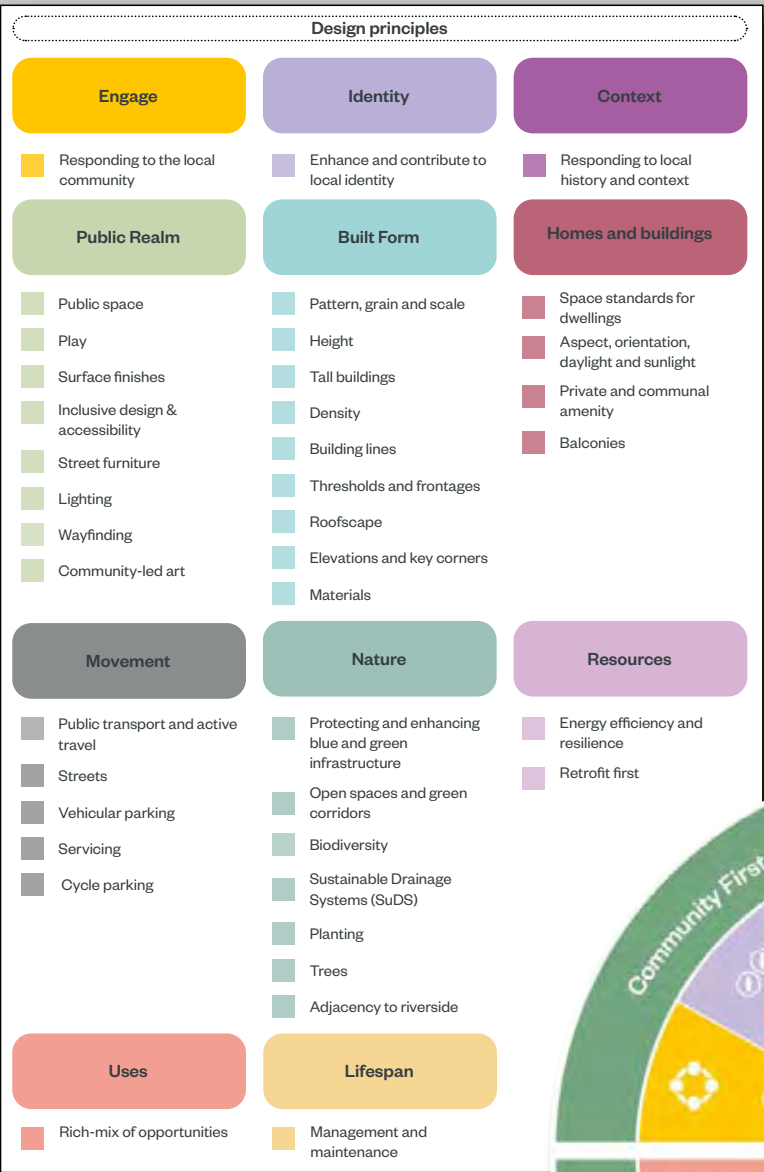 Design principles
Engage
Responding to the local
community
Identity
Enhance and contribute to
local identity
Context
Responding to local
history and context
Public Realm
Public space
Play
Surface finishes
Inclusive design &
accessibility
Street furniture
Lighting
Wayfinding
Community-led art
Built Form
Pattern, grain and scale
Height
Tall buildings
Density
Building lines
Thresholds and frontages
Roofscape
Elevations and key corners
Materials
Homes and buildings
Space standards for
dwellings
Aspect, orientation,
daylight and sunlight
Private and communal
amenity
Balconies
Movement
Public transport and active
travel
Streets
Vehicular parking
Servicing
Cycle parking
Nature
Protecting and enhancing
blue and green
infrastructure
Open spaces and green
corridors
Biodiversity
Sustainable Drainage
Systems (SuDS)
Planting
Trees
Adjacency to riverside
Resources
Energy efficiency and
resilience
Retrofit first
Community First
Uses
Rich-mix of opportunities
Lifespan
Management and
maintenance